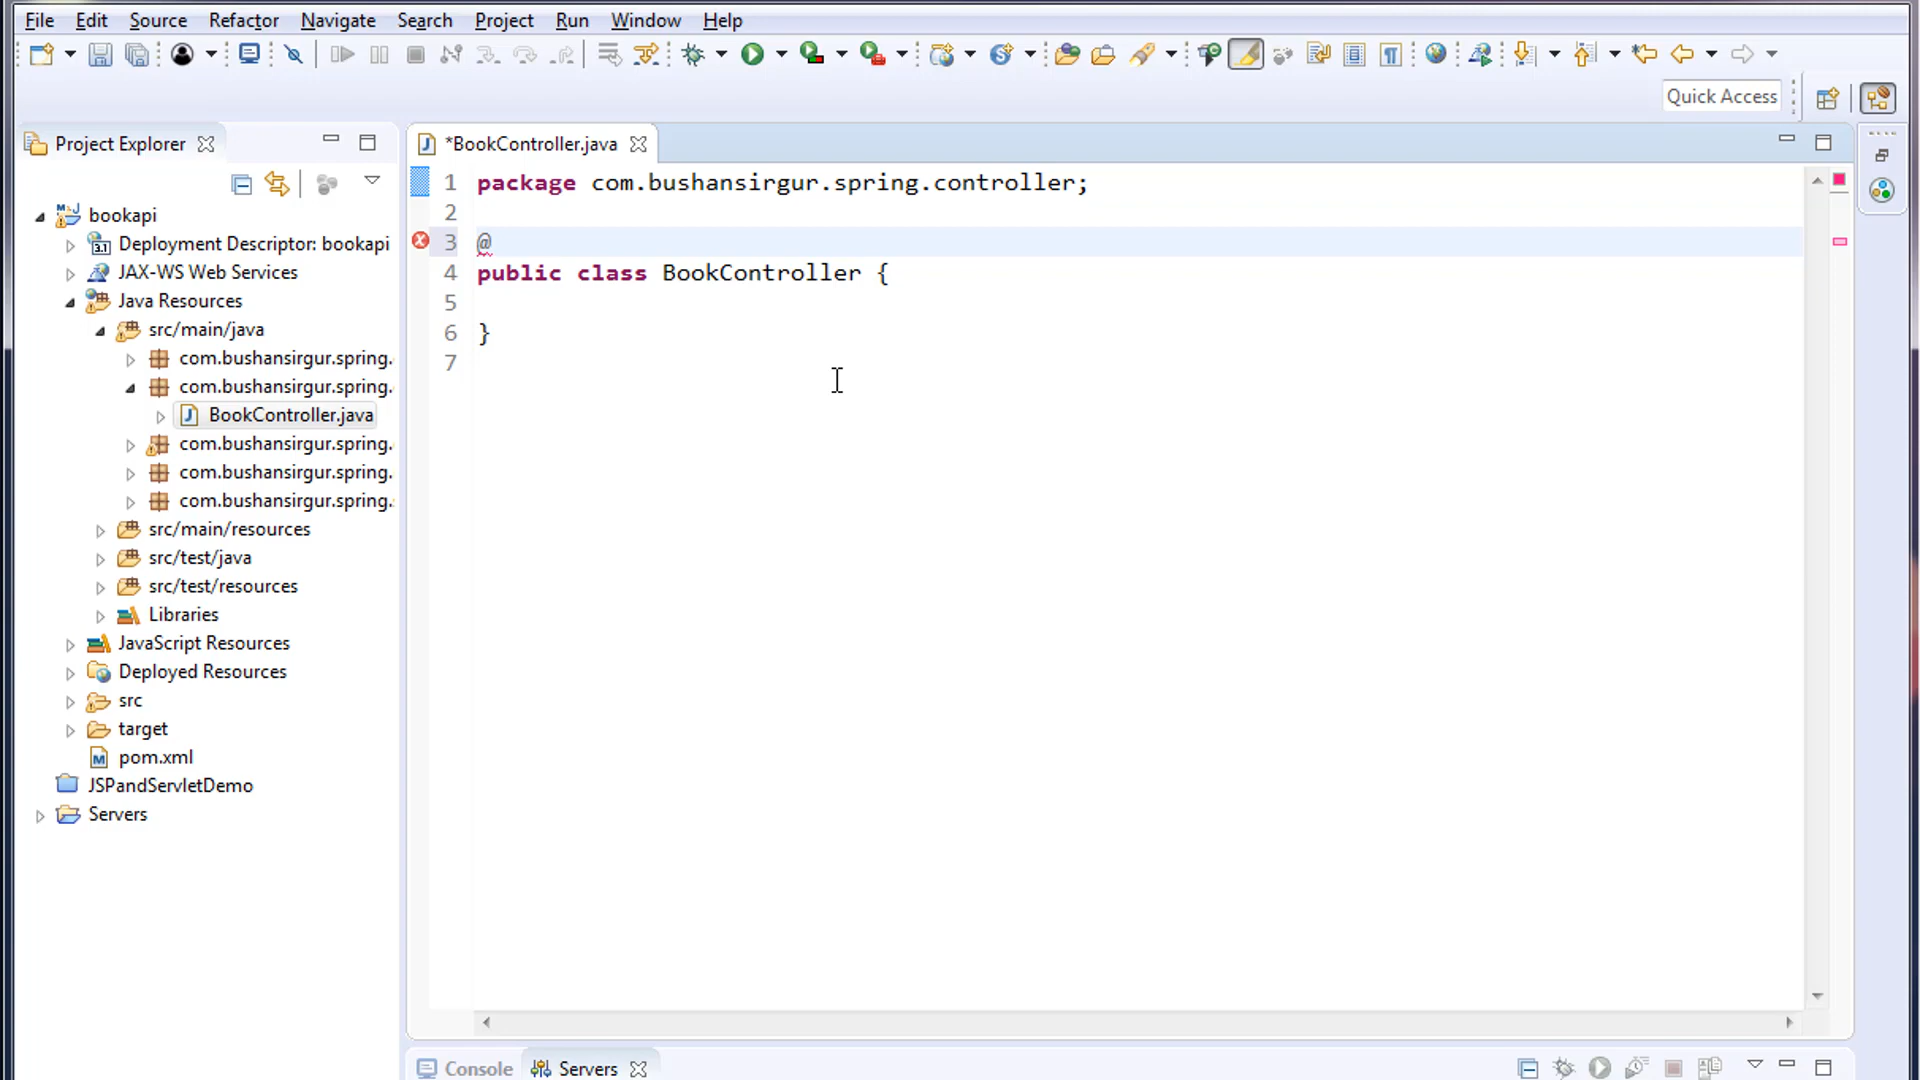 File Edit Source Refactor Navigate Search Project Run Window Help
Quick Access
Project Explorer
*BookController.java
bookapi
Deployment Descriptor: bookapi
JAX-WS Web Services
Java Resources
src/main/java
com.bushansirgur.spring.
com.bushansirgur.spring.
BookController.java
com.bushansirgur.spring.
com.bushansirgur.spring.
com.bushansirgur.spring.
src/main/resources
src/test/java
src/test/resources
Libraries
JavaScript Resources
Deployed Resources
src
target
pom.xml
JSPandServletDemo
Servers
1 package com.bushansirgur.spring.controller;
2
3 @
4 public class BookController {
5
6 }
7
Console Servers